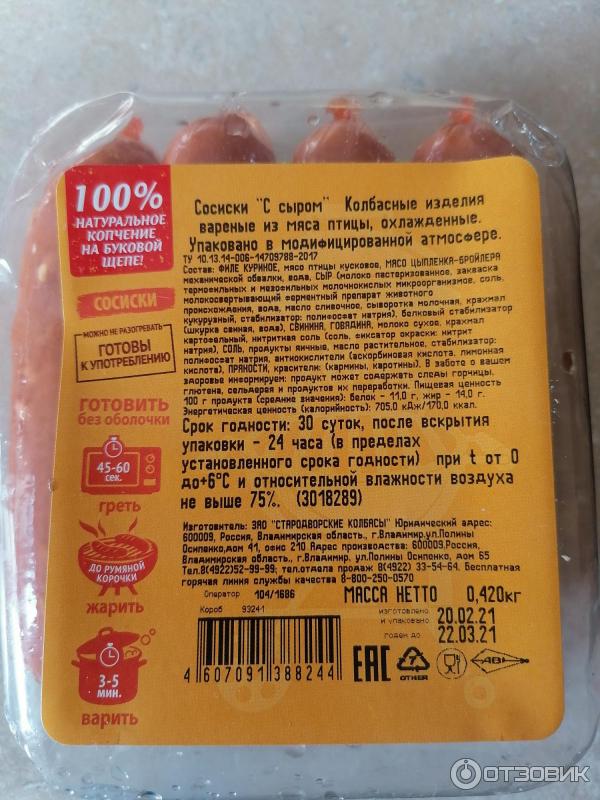 100%
НАТУРАЛЬНОЕ
КОПЧЕНИЕ
НА БУКОВОЙ
ЩЕПЕ!
СОСИСКИ
МОЖНО НЕ РАЗОГРЕВАТЬ
ГОТОВЫ
К УПОТРЕБЛЕНИЮ
ГОТОВИТЬ
без оболочки
45-60
сек.
греть
ДО РУМЯНОЙ
КОРОЧКИ
жарить
3-5
мин.
варить
Сосиски "С сыром" Колбасные изделия
вареные из мяса птицы, охлажденные.
Упаковано в модифицированной атмосфере.
ТУ 10.13.14-006-14709788-2017
Состав: ФИЛЕ КУРИНОЕ, мясо птицы кусковое, МЯСО ЦЫПЛЕНКА-БРОЙЛЕРА
механической обвалки, вода, СЫР (молоко пастеризованное, закваска
термофильных и мезофильных молочнокислых микроорганизмов, соль,
молокосвертывающий ферментный препарат животного
происхождения, вода, масло сливочное, сыворотка молочная, крахмал
кукурузный, стабилизатор: полифосфат натрия), белковый стабилизатор
(шкурка свиная, вода), СВИНИНА, ГОВЯДИНА, молоко сухое, крахмал
картофельный, нитритная соль (соль, фиксатор окраски: нитрит
натрия), СОЛЬ, продукты яичные, масло растительное, стабилизатор:
полифосфат натрия, антиокислители (аскорбиновая кислота, лимонная
кислота), ПРЯНОСТИ, красители: (кармины, каротины). В заботе о вашем
здоровье информируем: продукт может содержать следы горчицы,
глютена, сельдерея и продуктов их переработки. Пищевая ценность
100 г продукта (средние значения): белок - 11,0 г, жир - 14,0 г.
Энергетическая ценность (калорийность): 705,0 кДж/170,0 ккал.
Срок годности: 30 суток, после вскрытия
упаковки - 24 часа (в пределах
установленного срока годности) при t от 0
до+6°С и относительной влажности воздуха
не выше 75%. (3018289)
Изготовитель: ЗАО "СТАРОДВОРСКИЕ КОЛБАСЫ" Юридический адрес:
600009, Россия, Владимирская область,, г.Владимир,ул.Полины
Осипенко,дом 41, офис 210 Адрес производства: 600009,Россия,
Владимирская область,, г.Владимир, ул.Полины Осипенко, дом 65
Тел.8(4922)52-99-99; тел.отдела продаж 8(4922) 33-54-64. Бесплатная
горячая линия службы качества 8-800-250-0570
Оператор 104/1686 МАССА НЕТТО 0,420кг
Короб 93241 изготовлено
и упаковано 20.02.21
годен до 22.03.21
4 607091 388244
EAC
7
OTHER
АВ
ОТЗОВИК